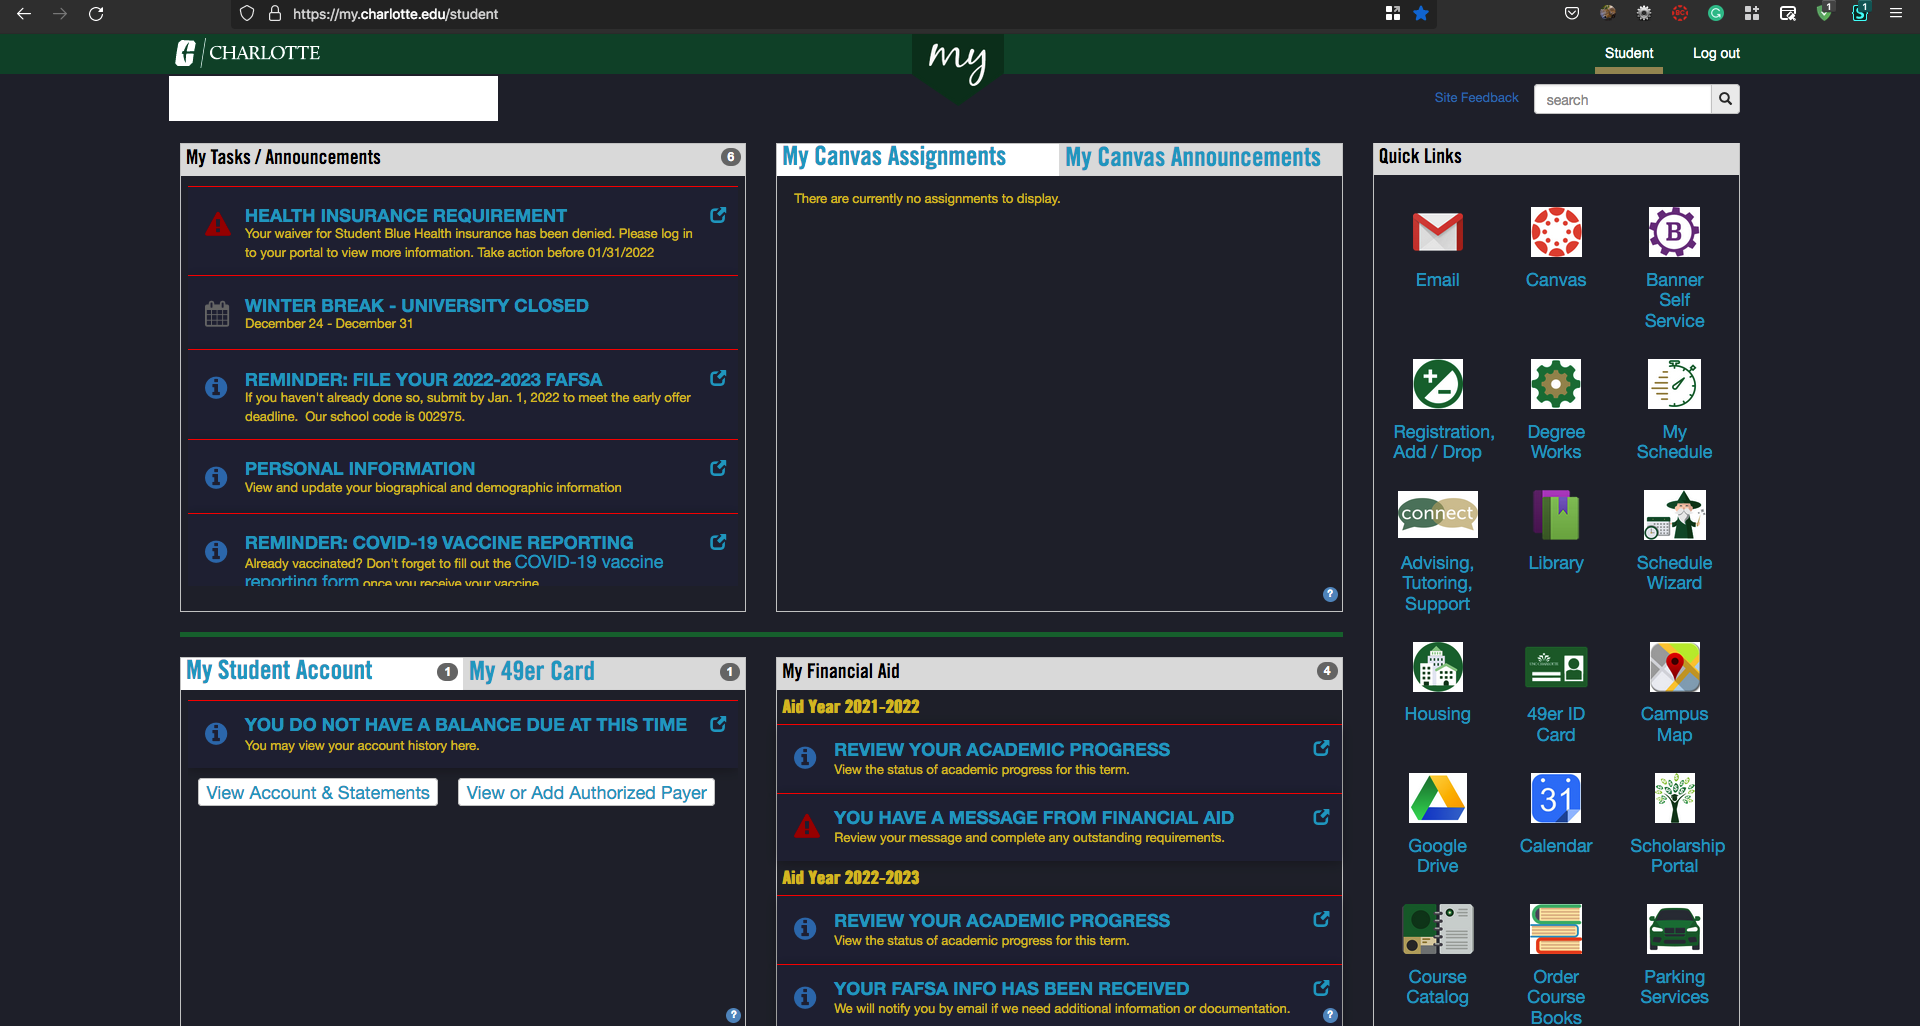 https://my.charlotte.edu/student
1
1
CHARLOTTE
my
Student
Log out
Site Feedback
search
My Tasks / Announcements
6
HEALTH INSURANCE REQUIREMENT
Your waiver for Student Blue Health insurance has been denied. Please log in
to your portal to view more information. Take action before 01/31/2022
WINTER BREAK - UNIVERSITY CLOSED
December 24 - December 31
REMINDER: FILE YOUR 2022-2023 FAFSA
If you haven't already done so, submit by Jan. 1, 2022 to meet the early offer
deadline. Our school code is 002975.
PERSONAL INFORMATION
View and update your biographical and demographic information
REMINDER: COVID-19 VACCINE REPORTING
Already vaccinated? Don't forget to fill out the COVID-19 vaccine
reporting form once you receive your vaccine
My Canvas Assignments
My Canvas Announcements
There are currently no assignments to display.
?
My Student Account
1
My 49er Card
1
YOU DO NOT HAVE A BALANCE DUE AT THIS TIME
You may view your account history here.
View Account & Statements
View or Add Authorized Payer
?
My Financial Aid
4
Aid Year 2021-2022
REVIEW YOUR ACADEMIC PROGRESS
View the status of academic progress for this term.
YOU HAVE A MESSAGE FROM FINANCIAL AID
Review your message and complete any outstanding requirements.
Aid Year 2022-2023
REVIEW YOUR ACADEMIC PROGRESS
View the status of academic progress for this term.
YOUR FAFSA INFO HAS BEEN RECEIVED
We will notify you by email if we need additional information or documentation.
?
Quick Links
Email
Canvas
B
Banner
Self
Service
Registration,
Add / Drop
Degree
Works
My
Schedule
connect
Advising,
Tutoring,
Support
Library
Schedule
Wizard
Housing
49er ID
Card
Campus
Map
Google
Drive
31
Calendar
Scholarship
Portal
Course
Catalog
Order
Course
Books
Parking
Services